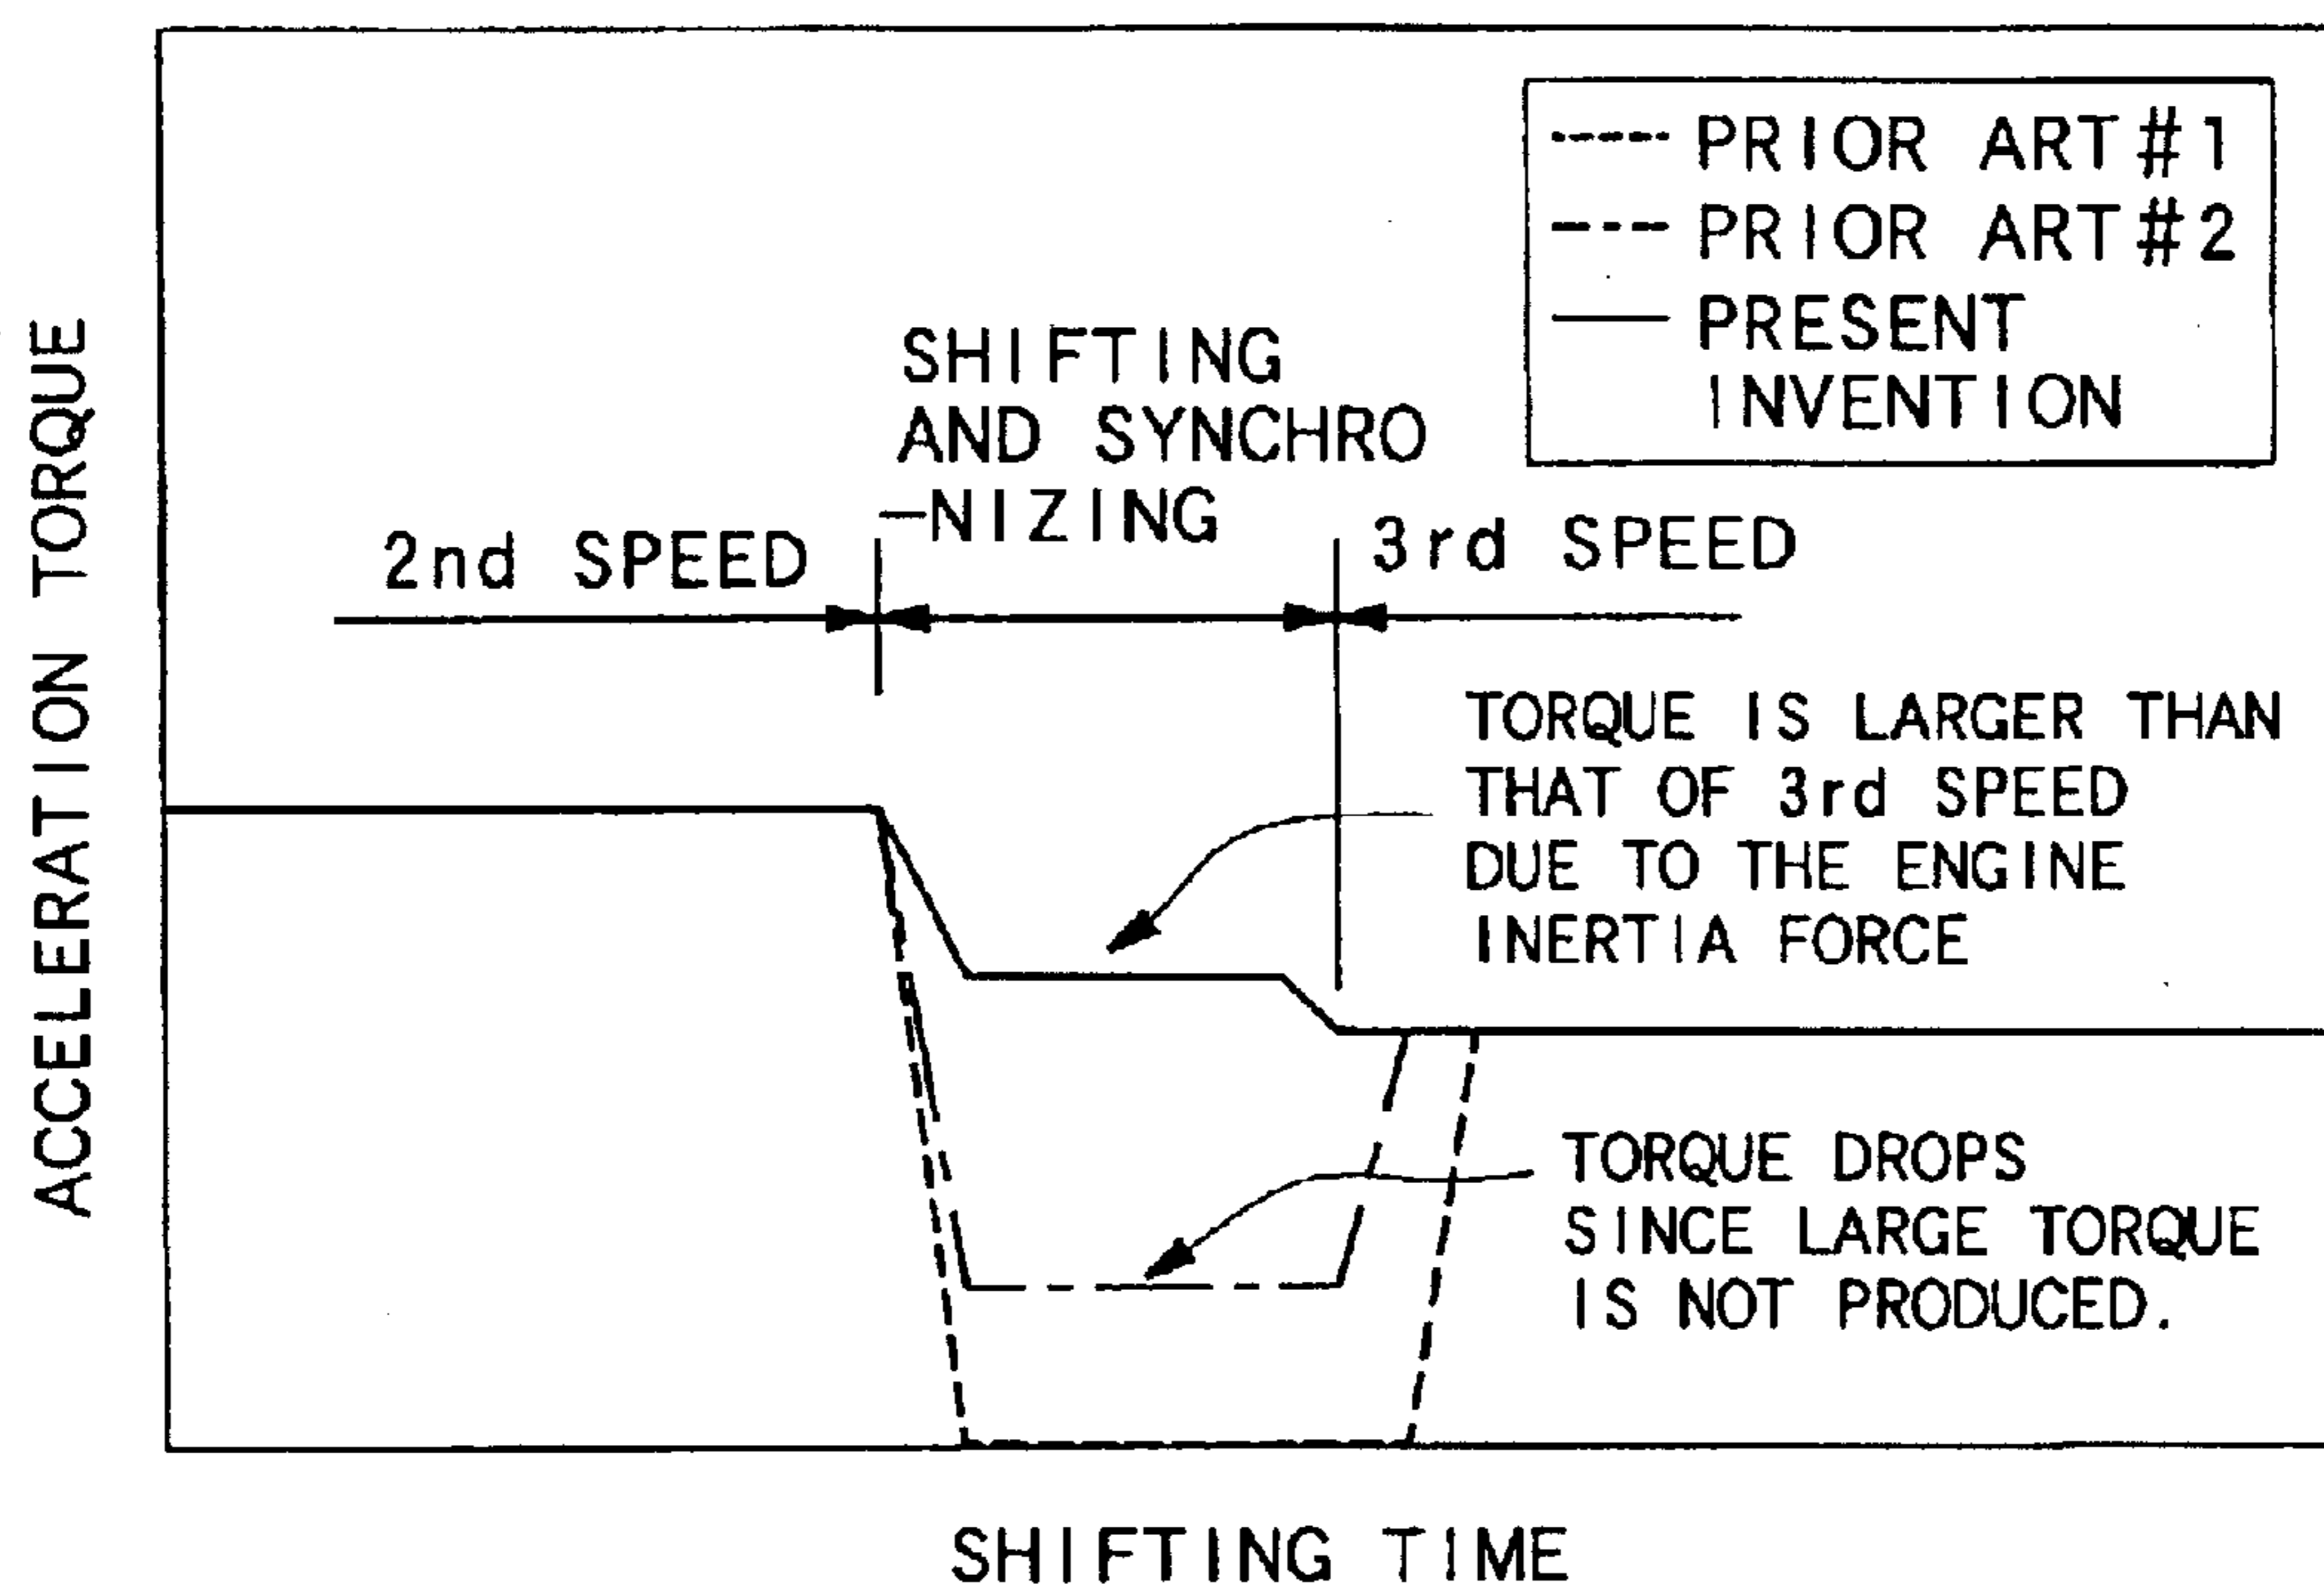 PRIOR ART #1
PRIOR ART #2
PRESENT
INVENTION
SHIFTING
AND SYNCHRO
-NIZING
2nd SPEED
3rd SPEED
TORQUE IS LARGER THAN
THAT OF 3rd SPEED
DUE TO THE ENGINE
INERTIA FORCE
TORQUE DROPS
SINCE LARGE TORQUE
IS NOT PRODUCED.
ACCELERATION TORQUE
SHIFTING TIME